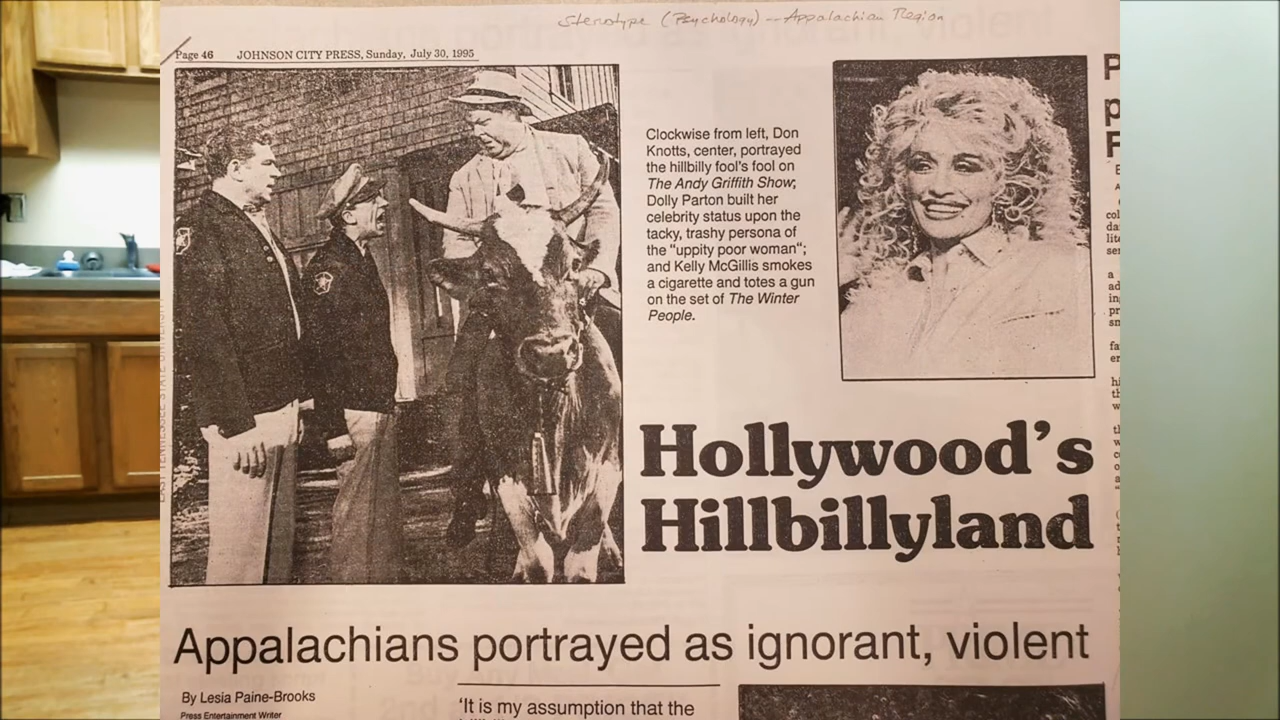 Stereotype (Psychology) -- Appalachian Region
Page 46 JOHNSON CITY PRESS, Sunday, July 30, 1995
Clockwise from left, Don
Knotts, center, portrayed
the hillbilly fool's fool on
The Andy Griffith Show;
Dolly Parton built her
celebrity status upon the
tacky, trashy persona of
the "uppity poor woman";
and Kelly McGillis smokes
a cigarette and totes a gun
on the set of The Winter
People.
Hollywood's
Hillbillyland
Appalachians portrayed as ignorant, violent
By Lesia Paine-Brooks
Press Entertainment Writer
'It is my assumption that the